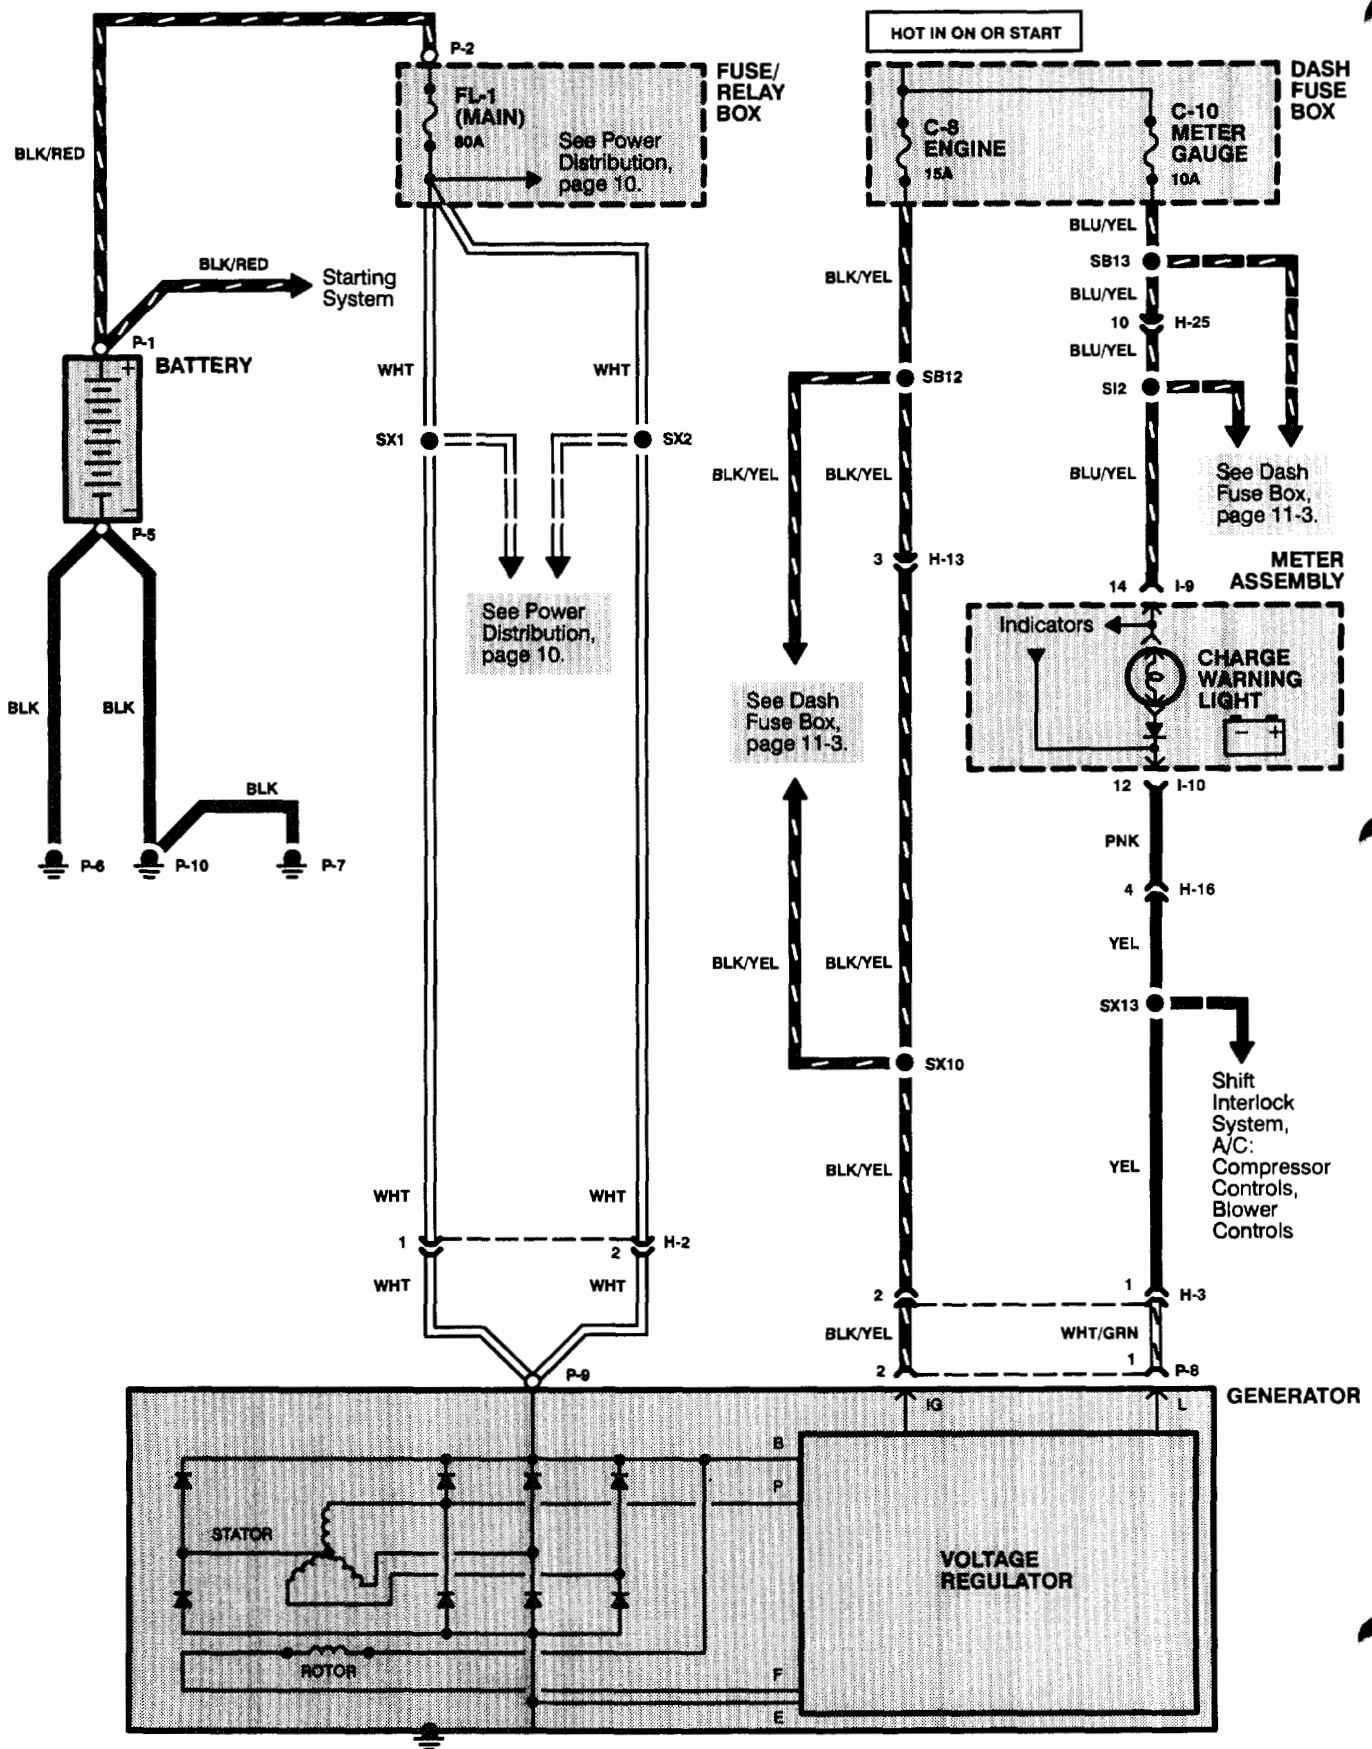 HOT IN ON OR START
P-2
FUSE/
RELAY
BOX
DASH
FUSE
BOX
FL-1
(MAIN)
80A
See Power
Distribution,
page 10.
C-8
ENGINE
15A
C-10
METER
GAUGE
10A
BLK/RED
BLU/YEL
BLK/RED
Starting
System
BLK/YEL
SB13
BLU/YEL
10
H-25
BLU/YEL
P-1
BATTERY
+
−
WHT
WHT
SB12
SI2
SX1
SX2
BLK/YEL
BLK/YEL
BLU/YEL
See Dash
Fuse Box,
page 11-3.
P-5
3
H-13
METER
ASSEMBLY
14
I-9
See Power
Distribution,
page 10.
Indicators
CHARGE
WARNING
LIGHT
− +
BLK
BLK
See Dash
Fuse Box,
page 11-3.
12
I-10
BLK
PNK
P-6
P-10
P-7
4
H-16
YEL
BLK/YEL
BLK/YEL
SX13
SX10
Shift
Interlock
System,
A/C:
Compressor
Controls,
Blower
Controls
BLK/YEL
YEL
WHT
WHT
1
2
H-2
WHT
WHT
2
1
H-3
BLK/YEL
WHT/GRN
2
1
P-8
P-9
GENERATOR
IG
L
B
P
STATOR
VOLTAGE
REGULATOR
ROTOR
F
E